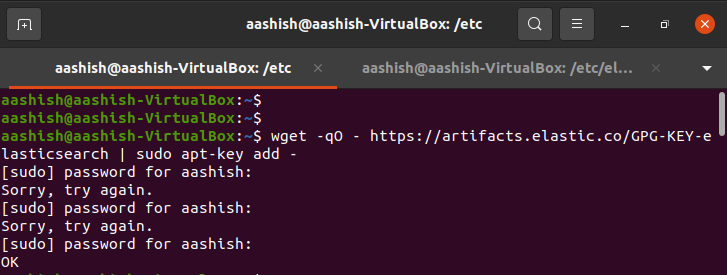 aashish@aashish-VirtualBox: /etc
aashish@aashish-VirtualBox: /etc
aashish@aashish-VirtualBox: /etc/el...
aashish@aashish-VirtualBox:~$
aashish@aashish-VirtualBox:~$
aashish@aashish-VirtualBox:~$ wget -qO - https://artifacts.elastic.co/GPG-KEY-e
lasticsearch | sudo apt-key add -
[sudo] password for aashish:
Sorry, try again.
[sudo] password for aashish:
Sorry, try again.
[sudo] password for aashish:
OK